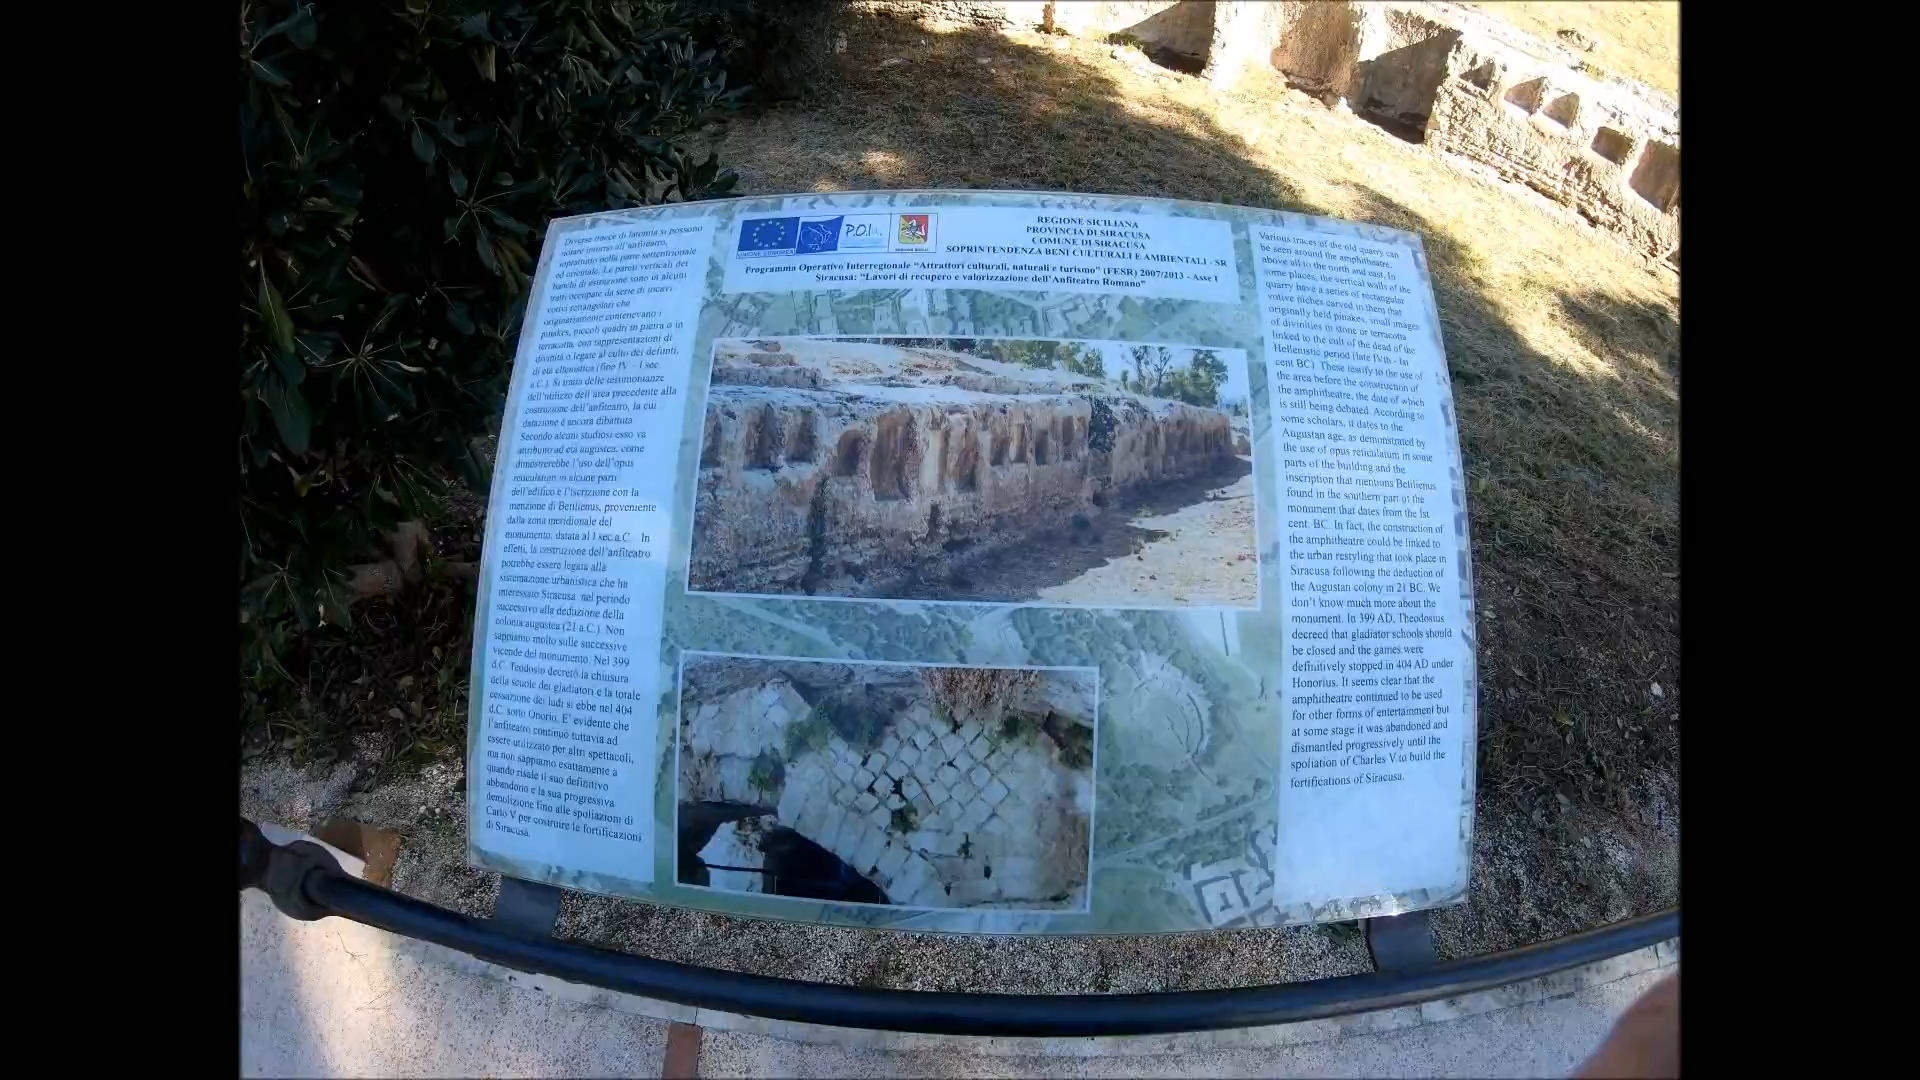 Diverse tracce di latomia si possono
notare intorno all'anfiteatro,
soprattutto nella parte settentrionale
ed orientale. Le pareti verticali dei
banchi di estrazione sono in alcuni
tratti occupate da serie di incavi
votivi rettangolari che
originariamente contenevano i
pinakes, piccoli quadri in pietra o in
terracotta, con rappresentazioni di
divinità o legate al culto dei defunti,
di età ellenistica (fine IV - I sec
a.C.). Si tratta delle testimonianze
dell'utilizzo dell'area precedente alla
costruzione dell'anfiteatro, la cui
datazione è ancora dibattuta
Secondo alcuni studiosi esso va
attribuito ad età augustea, come
dimostrerebbe l'uso dell'opus
reticulatum in alcune parti
dell'edificio e l'iscrizione con la
menzione di Betilienus, proveniente
dalla zona meridionale del
monumento, datata al I sec.a.C. In
effetti, la costruzione dell'anfiteatro
potrebbe essere legata alla
sistemazione urbanistica che ha
interessato Siracusa nel periodo
successivo alla deduzione della
colonia augustea (21 a.C.). Non
sappiamo molto sulle successive
vicende del monumento. Nel 399
d.C. Teodosio decretò la chiusura
della scuole dei gladiatori e la totale
cessazione dei ludi si ebbe nel 404
d.C. sotto Onorio. E' evidente che
l'anfiteatro continuò tuttavia ad
essere utilizzato per altri spettacoli,
ma non sappiamo esattamente a
quando risale il suo definitivo
abbandono e la sua progressiva
demolizione fino alle spoliazioni di
Carlo V per costruire le fortificazioni
di Siracusa.
UNIONE EUROPEA
P.O.I
REGIONE SICILIANA
PROVINCIA DI SIRACUSA
COMUNE DI SIRACUSA
SOPRINTENDENZA BENI CULTURALI E AMBIENTALI - SR
Programma Operativo Interregionale "Attrattori culturali, naturali e turismo" (FESR) 2007/2013 - Asse I
Siracusa: "Lavori di recupero e valorizzazione dell'Anfiteatro Romano"
Various traces of the old quarry can
be seen around the amphitheatre,
above all to the north and east. In
some places, the vertical walls of the
quarry have a series of rectangular
votive niches carved in them that
originally held pinakes, small images
of divinities in stone or terracotta
linked to the cult of the dead of the
Hellenistic period (late IVth - Ist
cent BC). These testify to the use of
the area before the construction of
the amphitheatre, the date of which
is still being debated. According to
some scholars, it dates to the
Augustan age, as demonstrated by
the use of opus reticulatum in some
parts of the building and the
inscription that mentions Betilienus
found in the southern part of the
monument that dates from the Ist
cent. BC. In fact, the construction of
the amphitheatre could be linked to
the urban restyling that took place in
Siracusa following the deduction of
the Augustan colony in 21 BC. We
don't know much more about the
monument. In 399 AD, Theodosius
decreed that gladiator schools should
be closed and the games were
definitively stopped in 404 AD under
Honorius. It seems clear that the
amphitheatre continued to be used
for other forms of entertainment but
at some stage it was abandoned and
dismantled progressively until the
spoliation of Charles V to build the
fortifications of Siracusa.